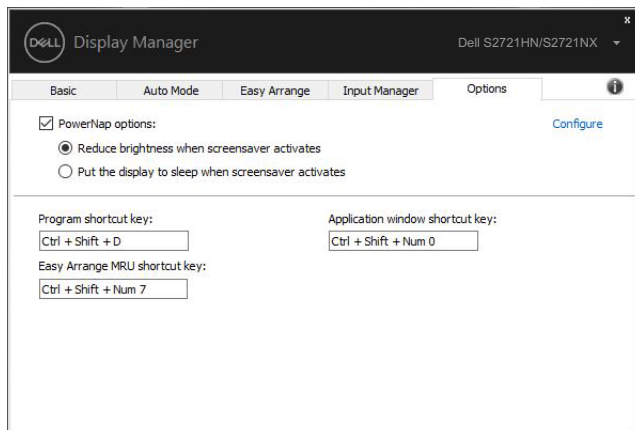 x
DELL Display Manager
Dell S2721HN/S2721NX
Basic Auto Mode Easy Arrange Input Manager Options
PowerNap options: Configure
Reduce brightness when screensaver activates
Put the display to sleep when screensaver activates
Program shortcut key: Application window shortcut key:
Ctrl + Shift + D Ctrl + Shift + Num 0
Easy Arrange MRU shortcut key:
Ctrl + Shift + Num 7